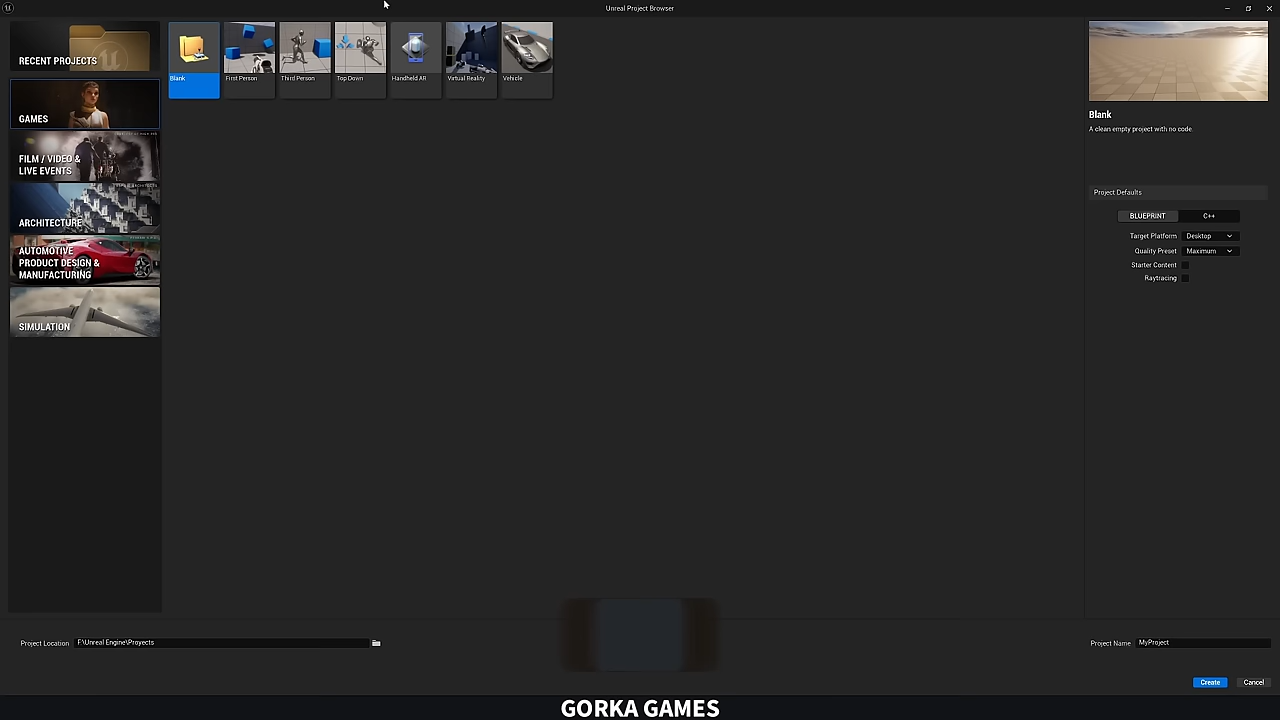 Unreal Project Browser
RECENT PROJECTS
GAMES
FILM / VIDEO &
LIVE EVENTS
ARCHITECTURE
AUTOMOTIVE
PRODUCT DESIGN &
MANUFACTURING
SIMULATION
Blank
First Person
Third Person
Top Down
Handheld AR
Virtual Reality
Vehicle
Blank
A clean empty project with no code.
Project Defaults
BLUEPRINT
C++
Target Platform
Desktop
Quality Preset
Maximum
Starter Content
Raytracing
Project Location
F:\Unreal Engine\Proyects
Project Name
MyProject
Create
Cancel
GORKA GAMES